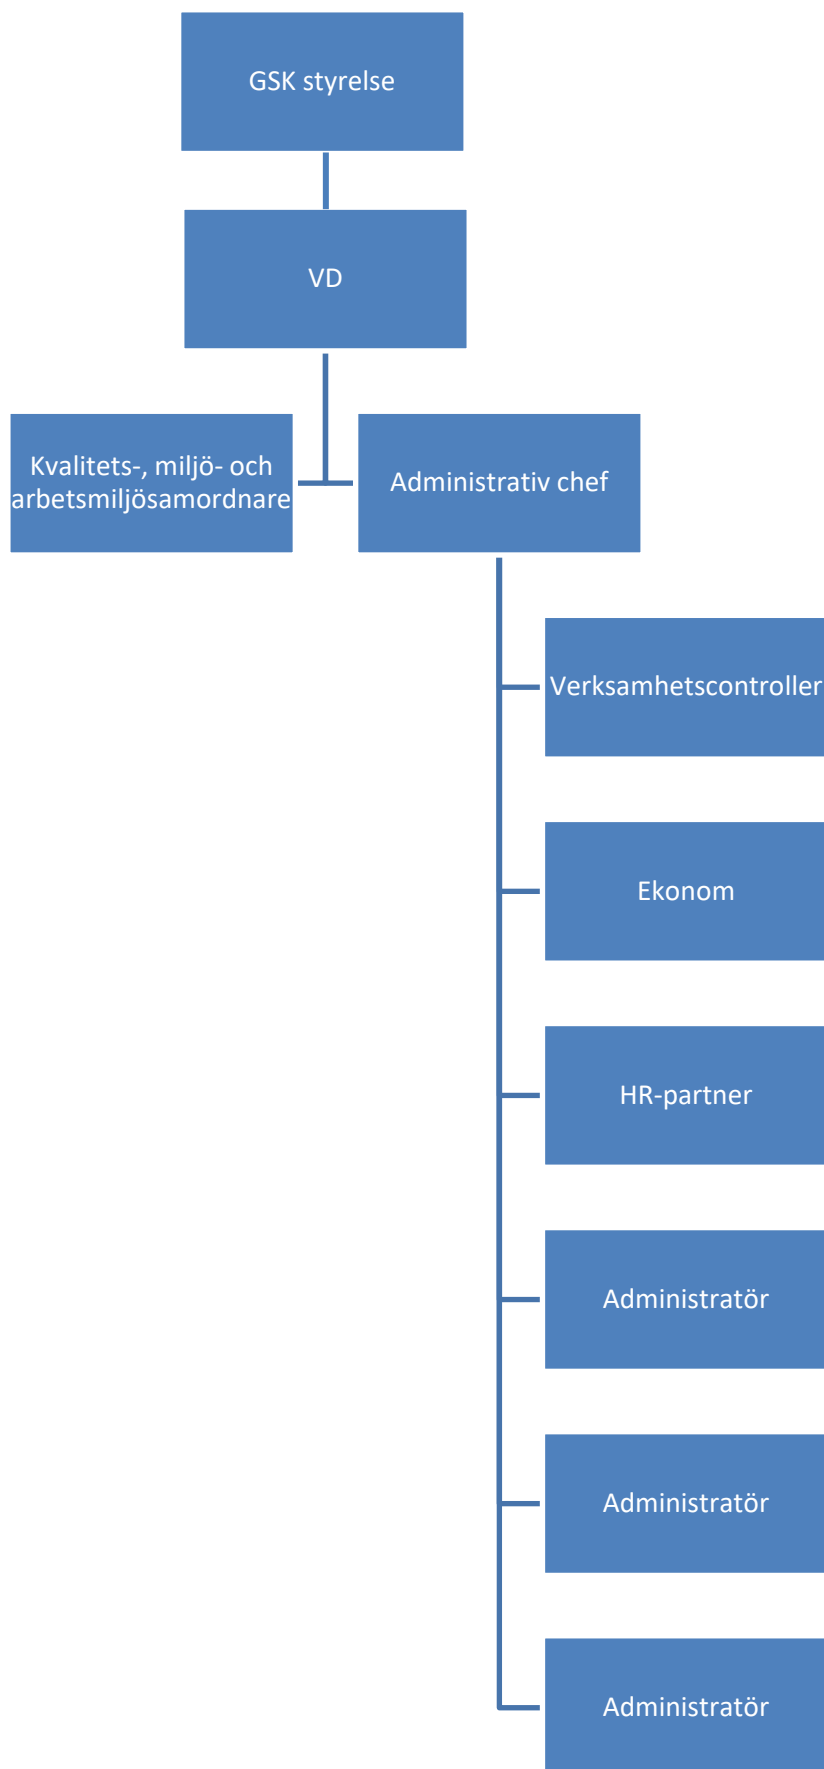 GSK styrelse
VD
Kvalitets-, miljö- och
arbetsmiljösamordnare
Administrativ chef
Verksamhetscontroller
Ekonom
HR-partner
Administratör
Administratör
Administratör